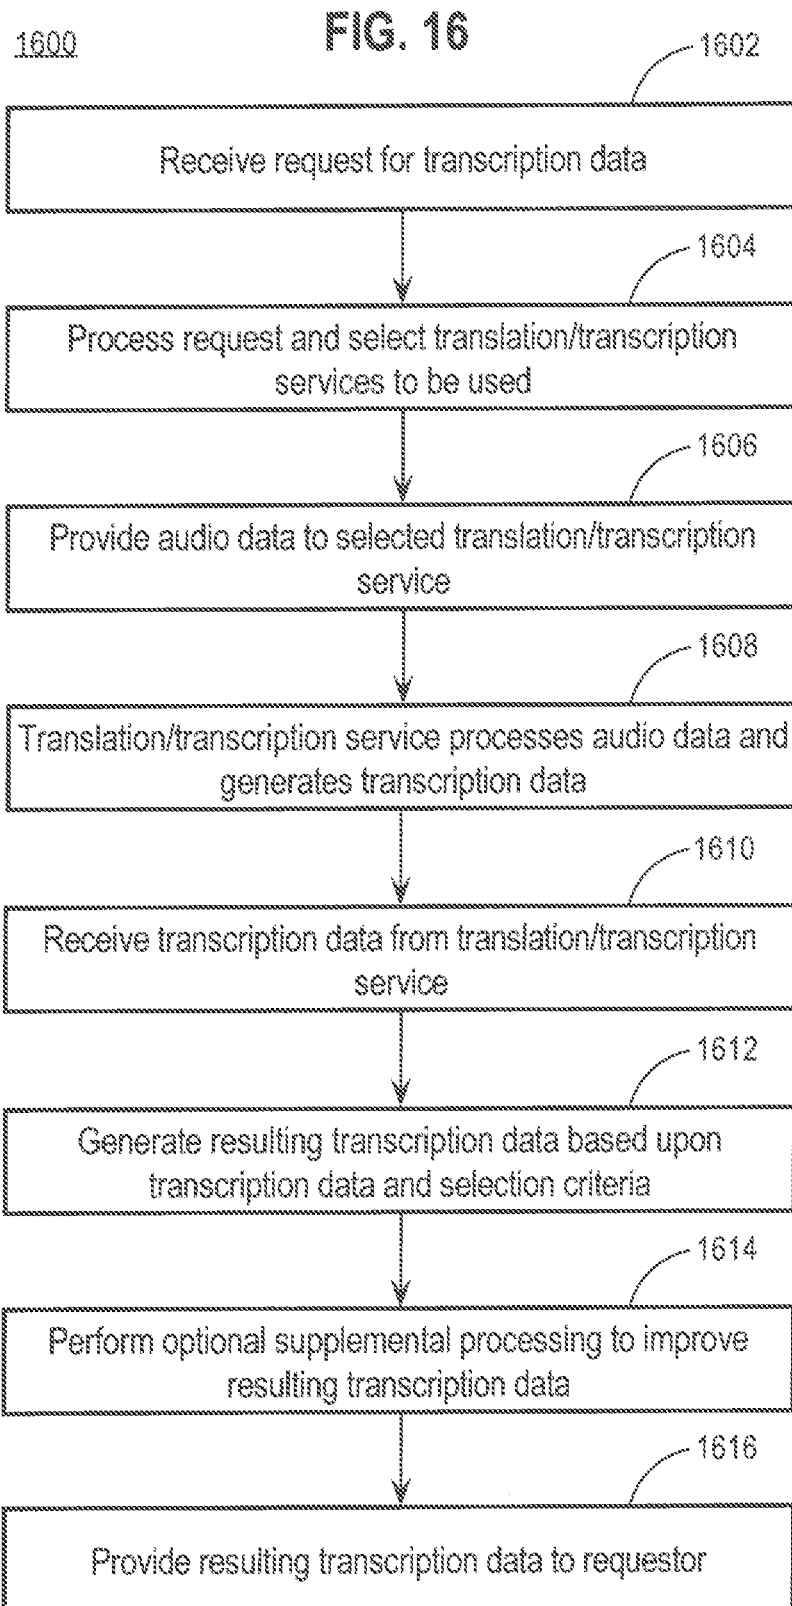 FIG. 16
1600
1602
Receive request for transcription data
1604
Process request and select translation/transcription
services to be used
1606
Provide audio data to selected translation/transcription
service
1608
Translation/transcription service processes audio data and
generates transcription data
1610
Receive transcription data from translation/transcription
service
1612
Generate resulting transcription data based upon
transcription data and selection criteria
1614
Perform optional supplemental processing to improve
resulting transcription data
1616
Provide resulting transcription data to requestor